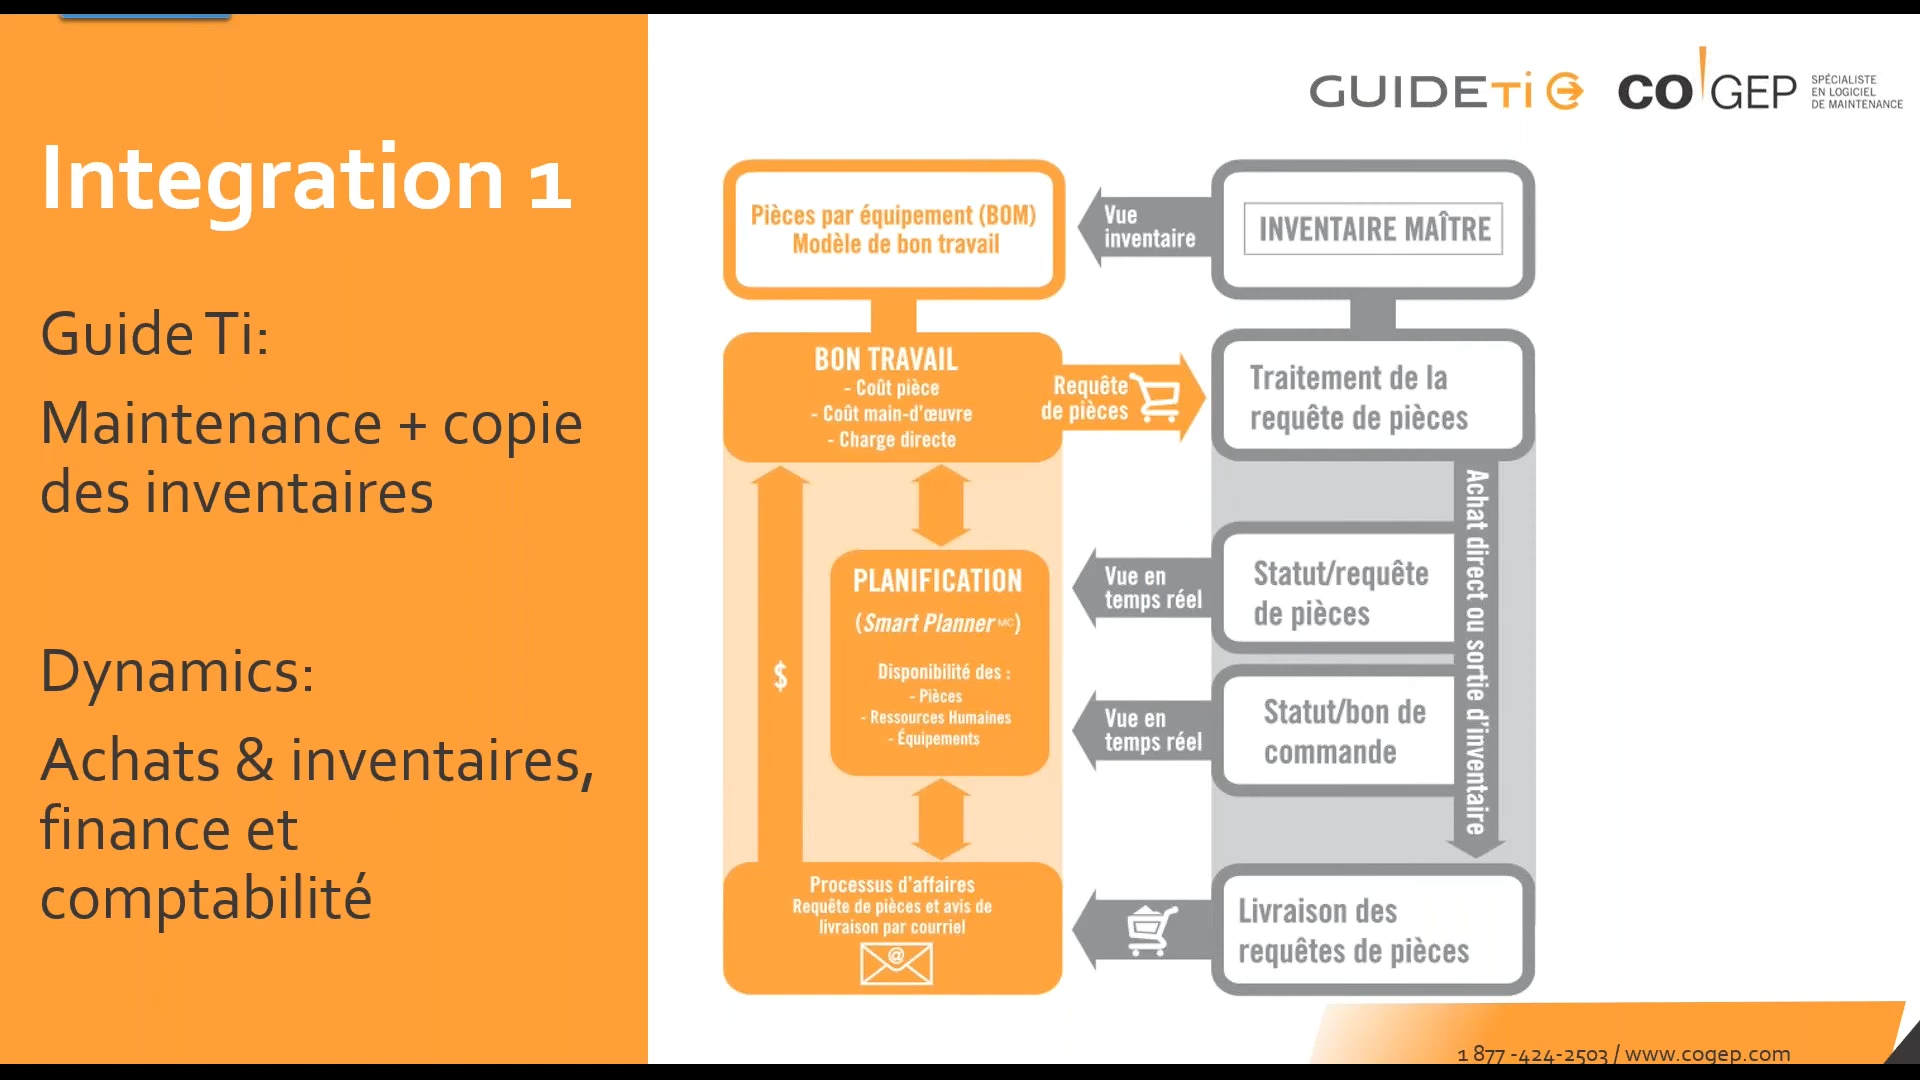 Integration 1
Guide Ti:
Maintenance + copie
des inventaires
Dynamics:
Achats & inventaires,
finance et
comptabilité
GUIDETi
CO!GEP
SPÉCIALISTE
EN LOGICIEL
DE MAINTENANCE
Pièces par équipement (BOM)
Modèle de bon travail
Vue
inventaire
INVENTAIRE MAÎTRE
BON TRAVAIL
- Coût pièce
- Coût main-d'œuvre
- Charge directe
Requête
de pièces
Traitement de la
requête de pièces
Achat direct ou sortie d'inventaire
$
PLANIFICATION
(Smart Planner MC)
Disponibilité des :
- Pièces
- Ressources Humaines
- Équipements
Vue en
temps réel
Statut/requête
de pièces
Vue en
temps réel
Statut/bon de
commande
Processus d'affaires
Requête de pièces et avis de
livraison par courriel
@
Livraison des
requêtes de pièces
1 877 -424-2503 / www.cogep.com